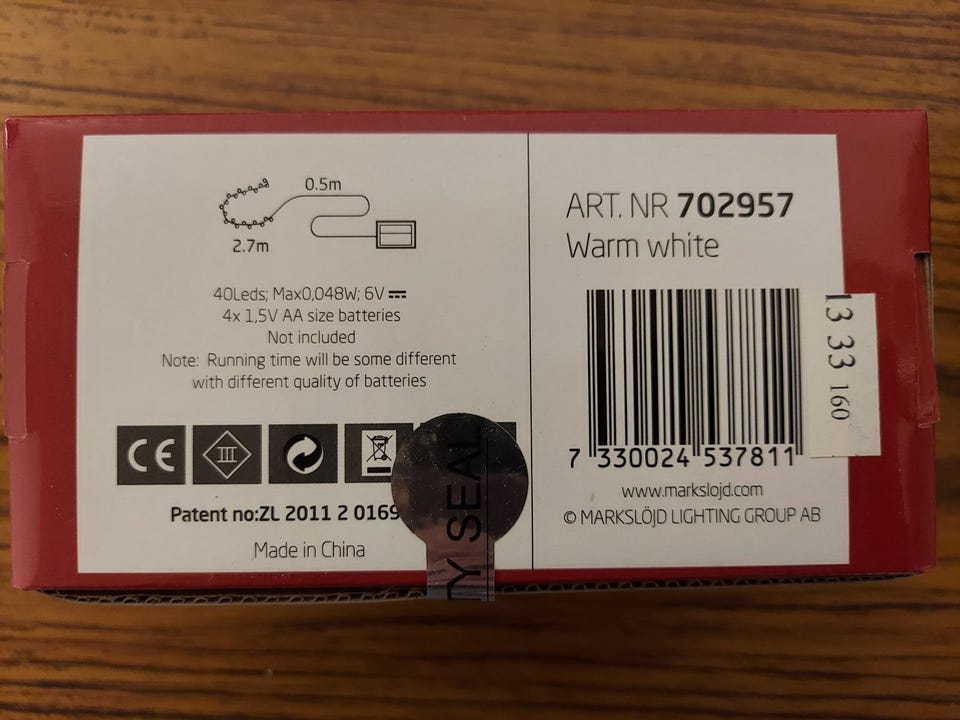 0.5m
2.7m
40Leds; Max0,048W; 6V
4x 1,5V AA size batteries
Not included
Note: Running time will be some different
with different quality of batteries
CE
III
Patent no:ZL 2011 2 0169
Made in China
Y SEAL
ART. NR 702957
Warm white
7 330024 537811
www.markslojd.com
© MARKSLÖJD LIGHTING GROUP AB
13 33 160